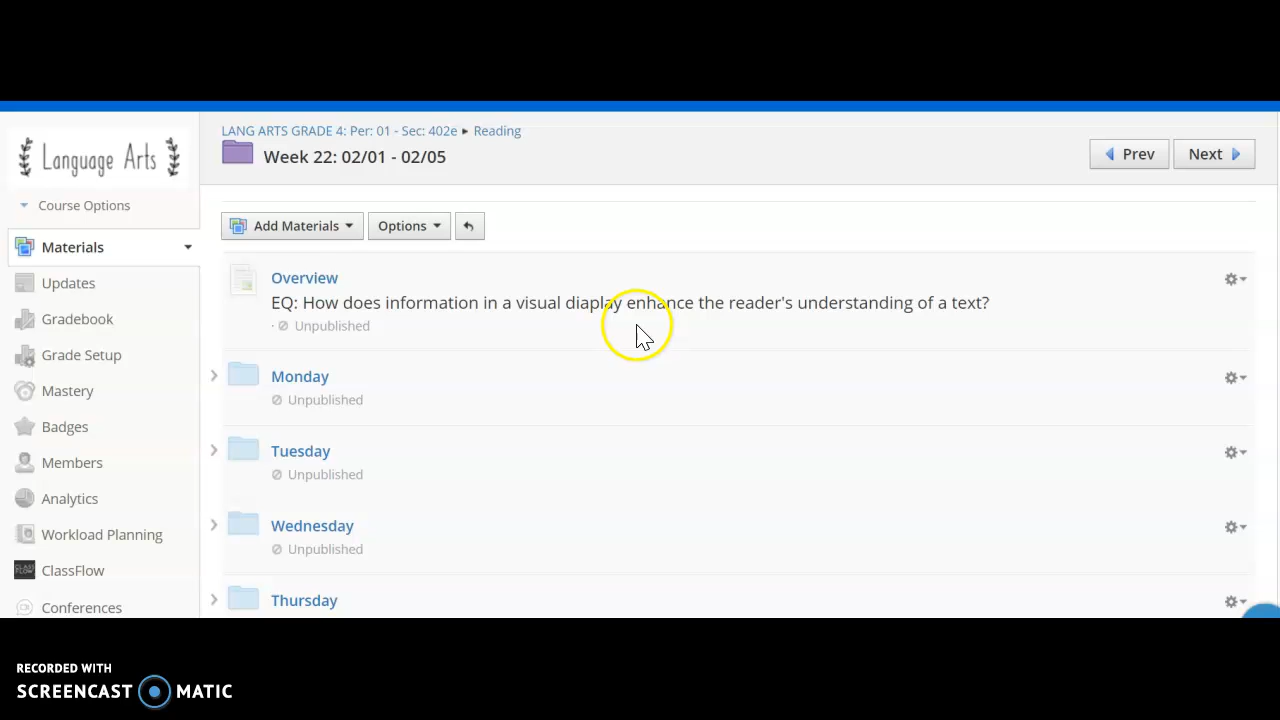 Language Arts
Course Options
Materials
Updates
Gradebook
Grade Setup
Mastery
Badges
Members
Analytics
Workload Planning
ClassFlow
Conferences
LANG ARTS GRADE 4: Per: 01 - Sec: 402e ▸ Reading
Week 22: 02/01 - 02/05
Prev
Next
Add Materials
Options
Overview
EQ: How does information in a visual diaplay enhance the reader's understanding of a text?
· Unpublished
Monday
Unpublished
Tuesday
Unpublished
Wednesday
Unpublished
Thursday
RECORDED WITH
SCREENCAST MATIC